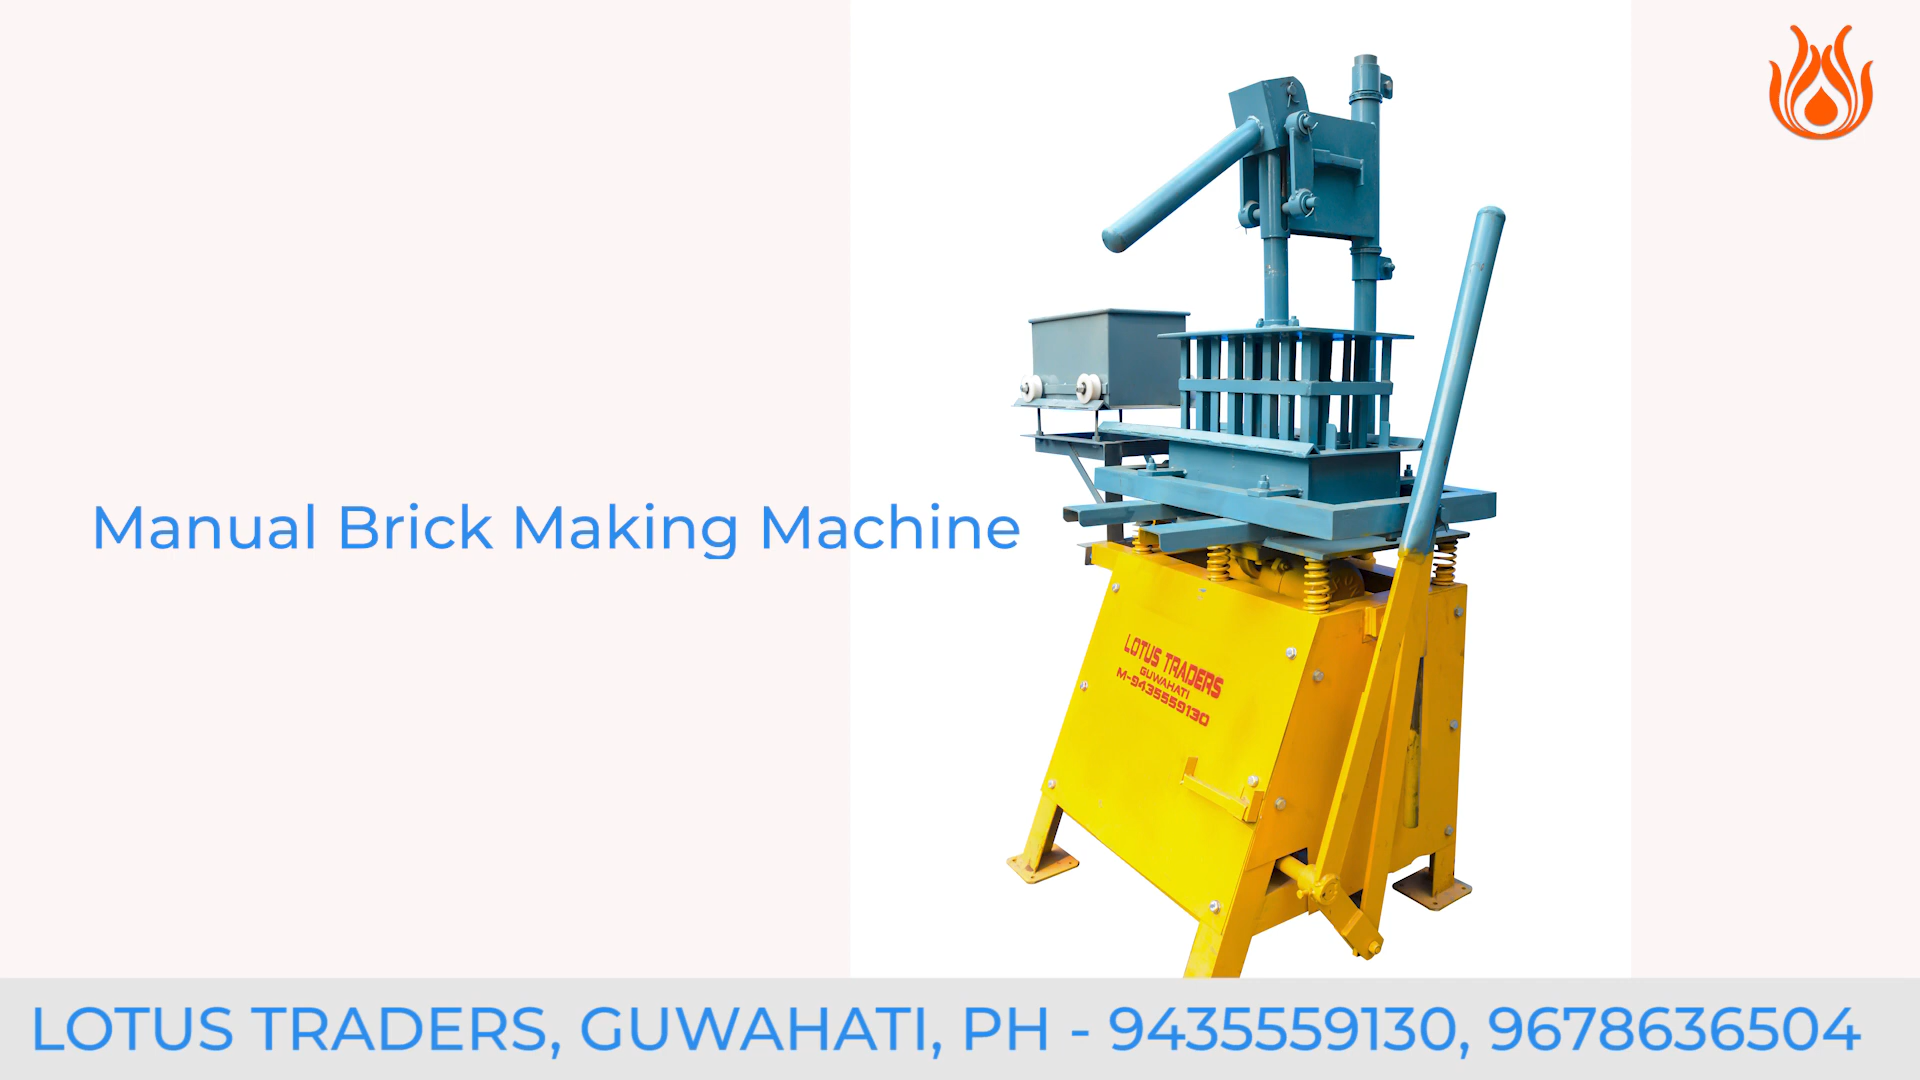 Manual Brick Making Machine
LOTUS TRADERS
GUWAHATI
M-9435559130
LOTUS TRADERS, GUWAHATI, PH - 9435559130, 9678636504